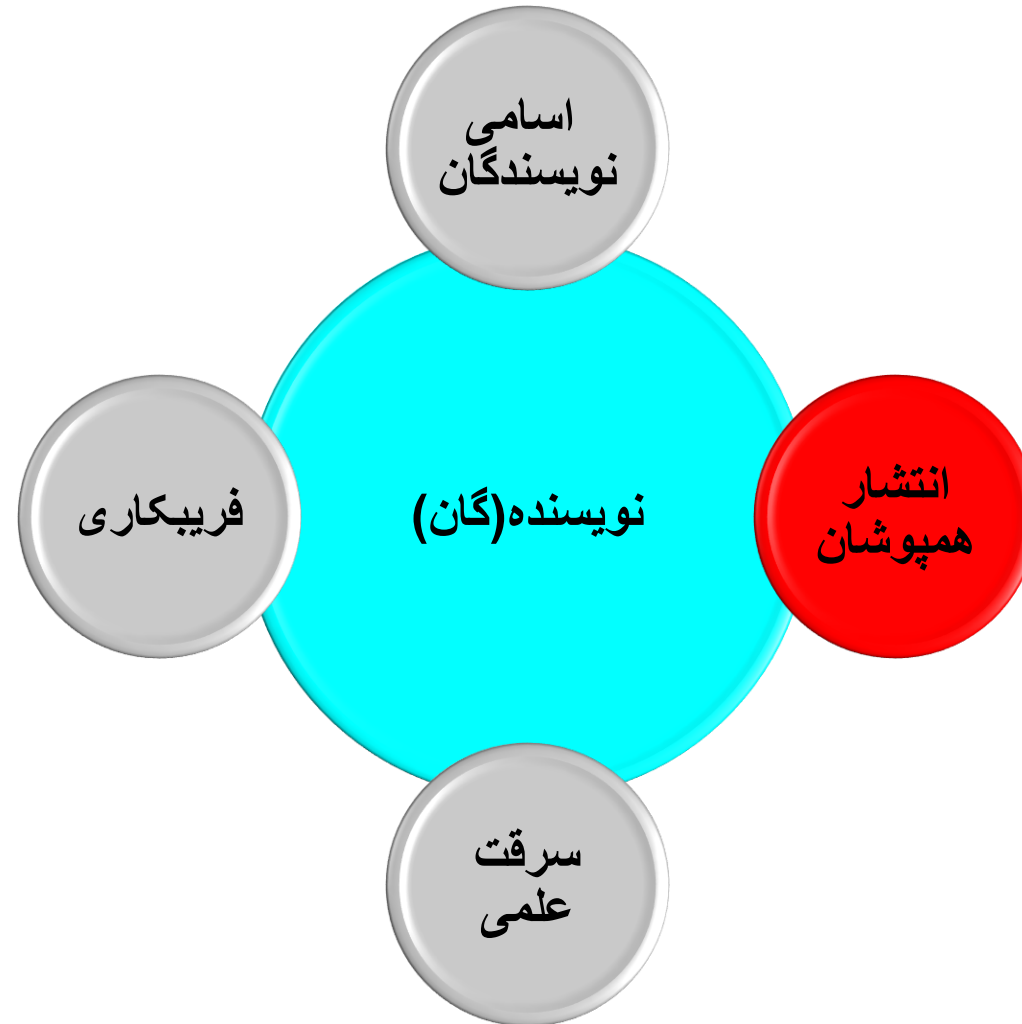 اسامی
نویسندگان
انتشار
همپوشان
نویسنده(گان)
فریبکاری
سرقت
علمی